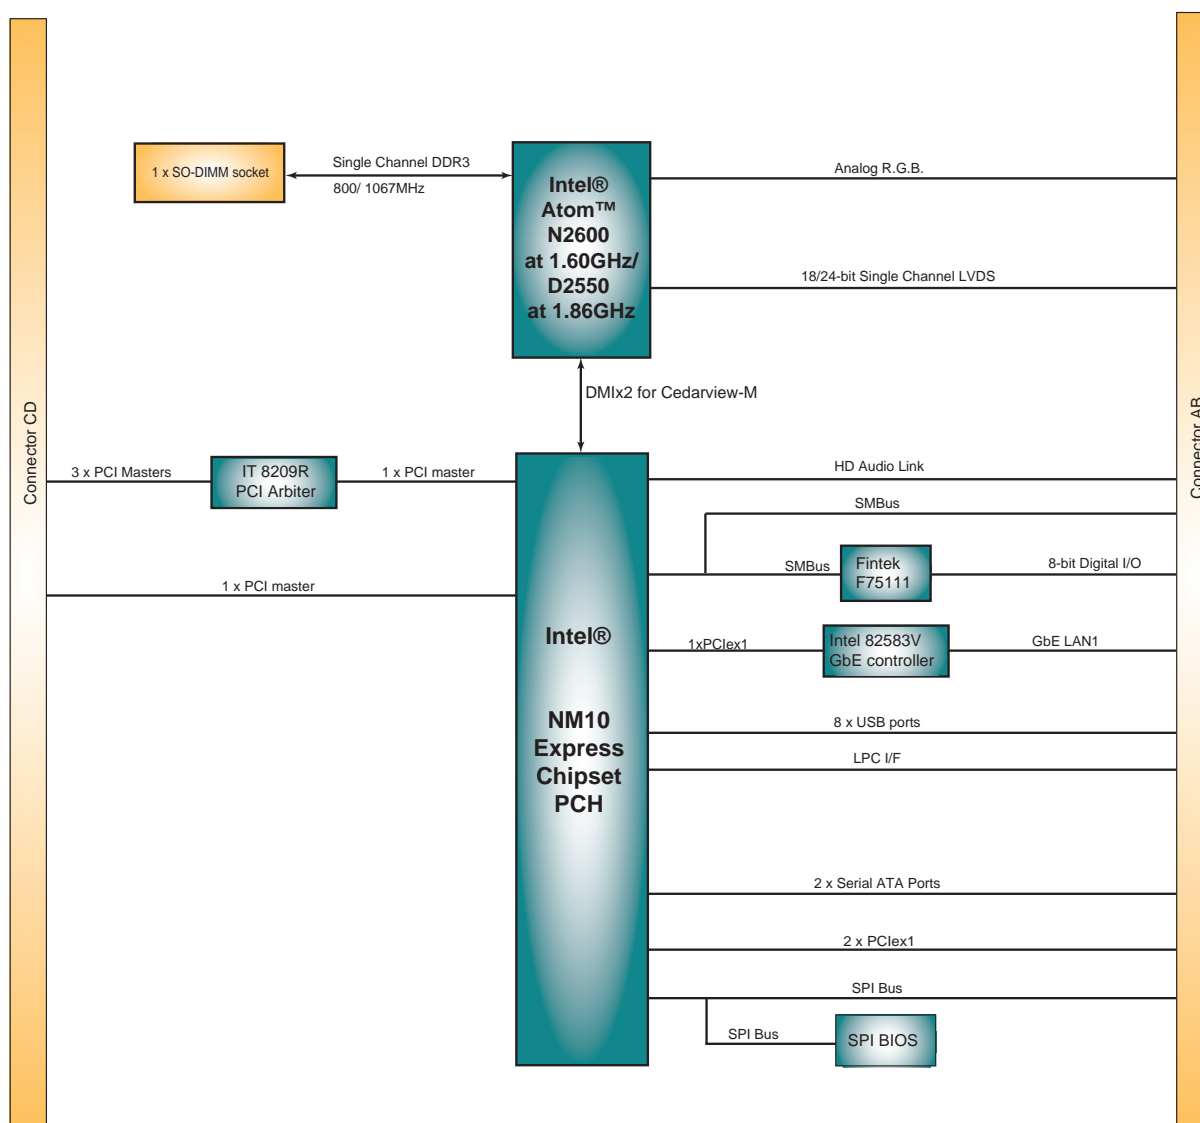 Connector CD
1 x SO-DIMM socket
Single Channel DDR3
800/ 1067MHz
Intel®
Atom™
N2600
at 1.60GHz/
D2550
at 1.86GHz
Analog R.G.B.
18/24-bit Single Channel LVDS
DMIx2 for Cedarview-M
Connector AB
3 x PCI Masters
IT 8209R
PCI Arbiter
1 x PCI master
1 x PCI master
Intel®
NM10
Express
Chipset
PCH
HD Audio Link
SMBus
SMBus
Fintek
F75111
8-bit Digital I/O
1xPCIex1
Intel 82583V
GbE controller
GbE LAN1
8 x USB ports
LPC I/F
2 x Serial ATA Ports
2 x PCIex1
SPI Bus
SPI Bus
SPI BIOS